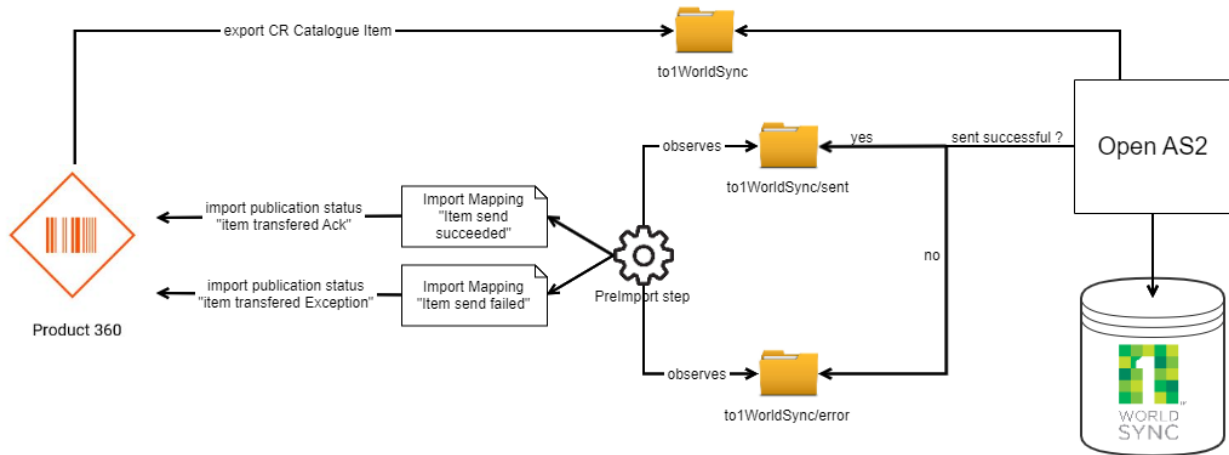 export CR Catalogue Item
to1WorldSync
observes
yes
sent successful ?
Open AS2
to1WorldSync/sent
import publication status
"item transfered Ack"
Import Mapping
"Item send
succeeded"
no
import publication status
"item transfered Exception"
Import Mapping
"Item send failed"
PreImport step
Product 360
observes
to1WorldSync/error
1
WORLD
SYNC